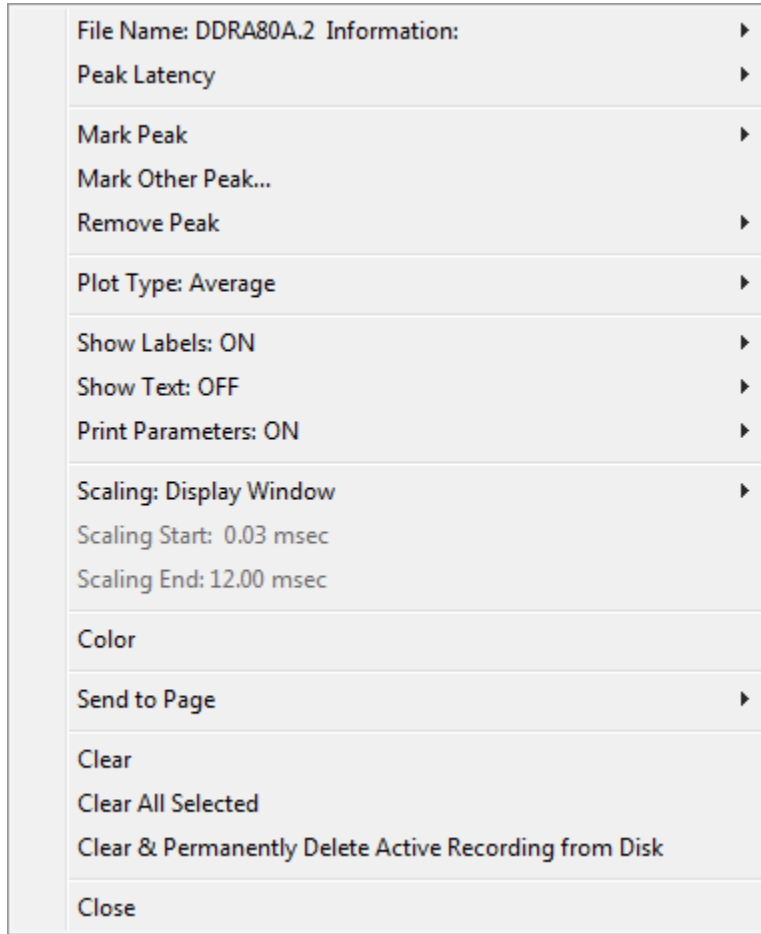 File Name: DDRA80A.2  Information:
Peak Latency
Mark Peak
Mark Other Peak...
Remove Peak
Plot Type: Average
Show Labels: ON
Show Text: OFF
Print Parameters: ON
Scaling: Display Window
Scaling Start:  0.03 msec
Scaling End: 12.00 msec
Color
Send to Page
Clear
Clear All Selected
Clear & Permanently Delete Active Recording from Disk
Close